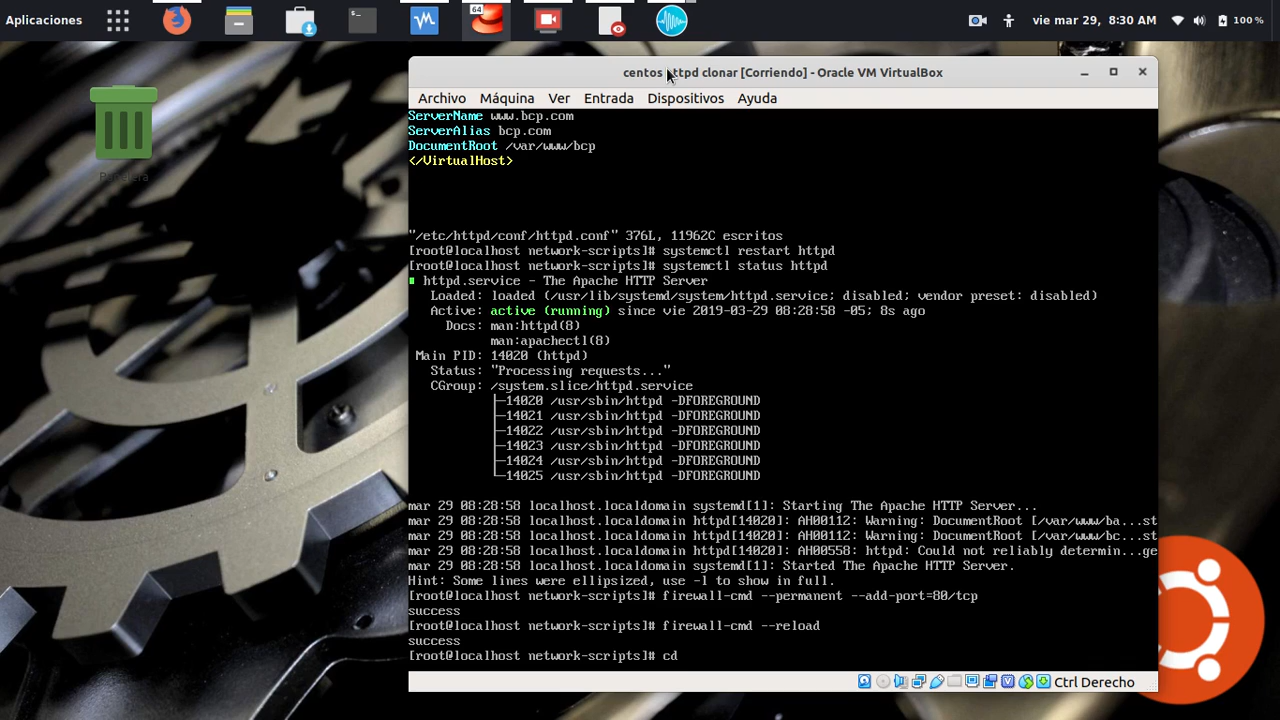 Aplicaciones
64
vie mar 29, 8:30 AM
100 %
centos httpd clonar [Corriendo] - Oracle VM VirtualBox
Archivo Máquina Ver Entrada Dispositivos Ayuda
ServerName www.bcp.com
ServerAlias bcp.com
DocumentRoot /var/www/bcp
</VirtualHost>
"/etc/httpd/conf/httpd.conf" 376L, 11962C escritos
[root@localhost network-scripts]# systemctl restart httpd
[root@localhost network-scripts]# systemctl status httpd
httpd.service - The Apache HTTP Server
Loaded: loaded (/usr/lib/systemd/system/httpd.service; disabled; vendor preset: disabled)
Active: active (running) since vie 2019-03-29 08:28:58 -05; 8s ago
Docs: man:httpd(8)
man:apachectl(8)
Main PID: 14020 (httpd)
Status: "Processing requests..."
CGroup: /system.slice/httpd.service
├─14020 /usr/sbin/httpd -DFOREGROUND
├─14021 /usr/sbin/httpd -DFOREGROUND
├─14022 /usr/sbin/httpd -DFOREGROUND
├─14023 /usr/sbin/httpd -DFOREGROUND
├─14024 /usr/sbin/httpd -DFOREGROUND
└─14025 /usr/sbin/httpd -DFOREGROUND
mar 29 08:28:58 localhost.localdomain systemd[1]: Starting The Apache HTTP Server...
mar 29 08:28:58 localhost.localdomain httpd[14020]: AH00112: Warning: DocumentRoot [/var/www/ba...st
mar 29 08:28:58 localhost.localdomain httpd[14020]: AH00112: Warning: DocumentRoot [/var/www/bc...st
mar 29 08:28:58 localhost.localdomain httpd[14020]: AH00558: httpd: Could not reliably determin...ge
mar 29 08:28:58 localhost.localdomain systemd[1]: Started The Apache HTTP Server.
Hint: Some lines were ellipsized, use -l to show in full.
[root@localhost network-scripts]# firewall-cmd --permanent --add-port=80/tcp
success
[root@localhost network-scripts]# firewall-cmd --reload
success
[root@localhost network-scripts]# cd
Ctrl Derecho